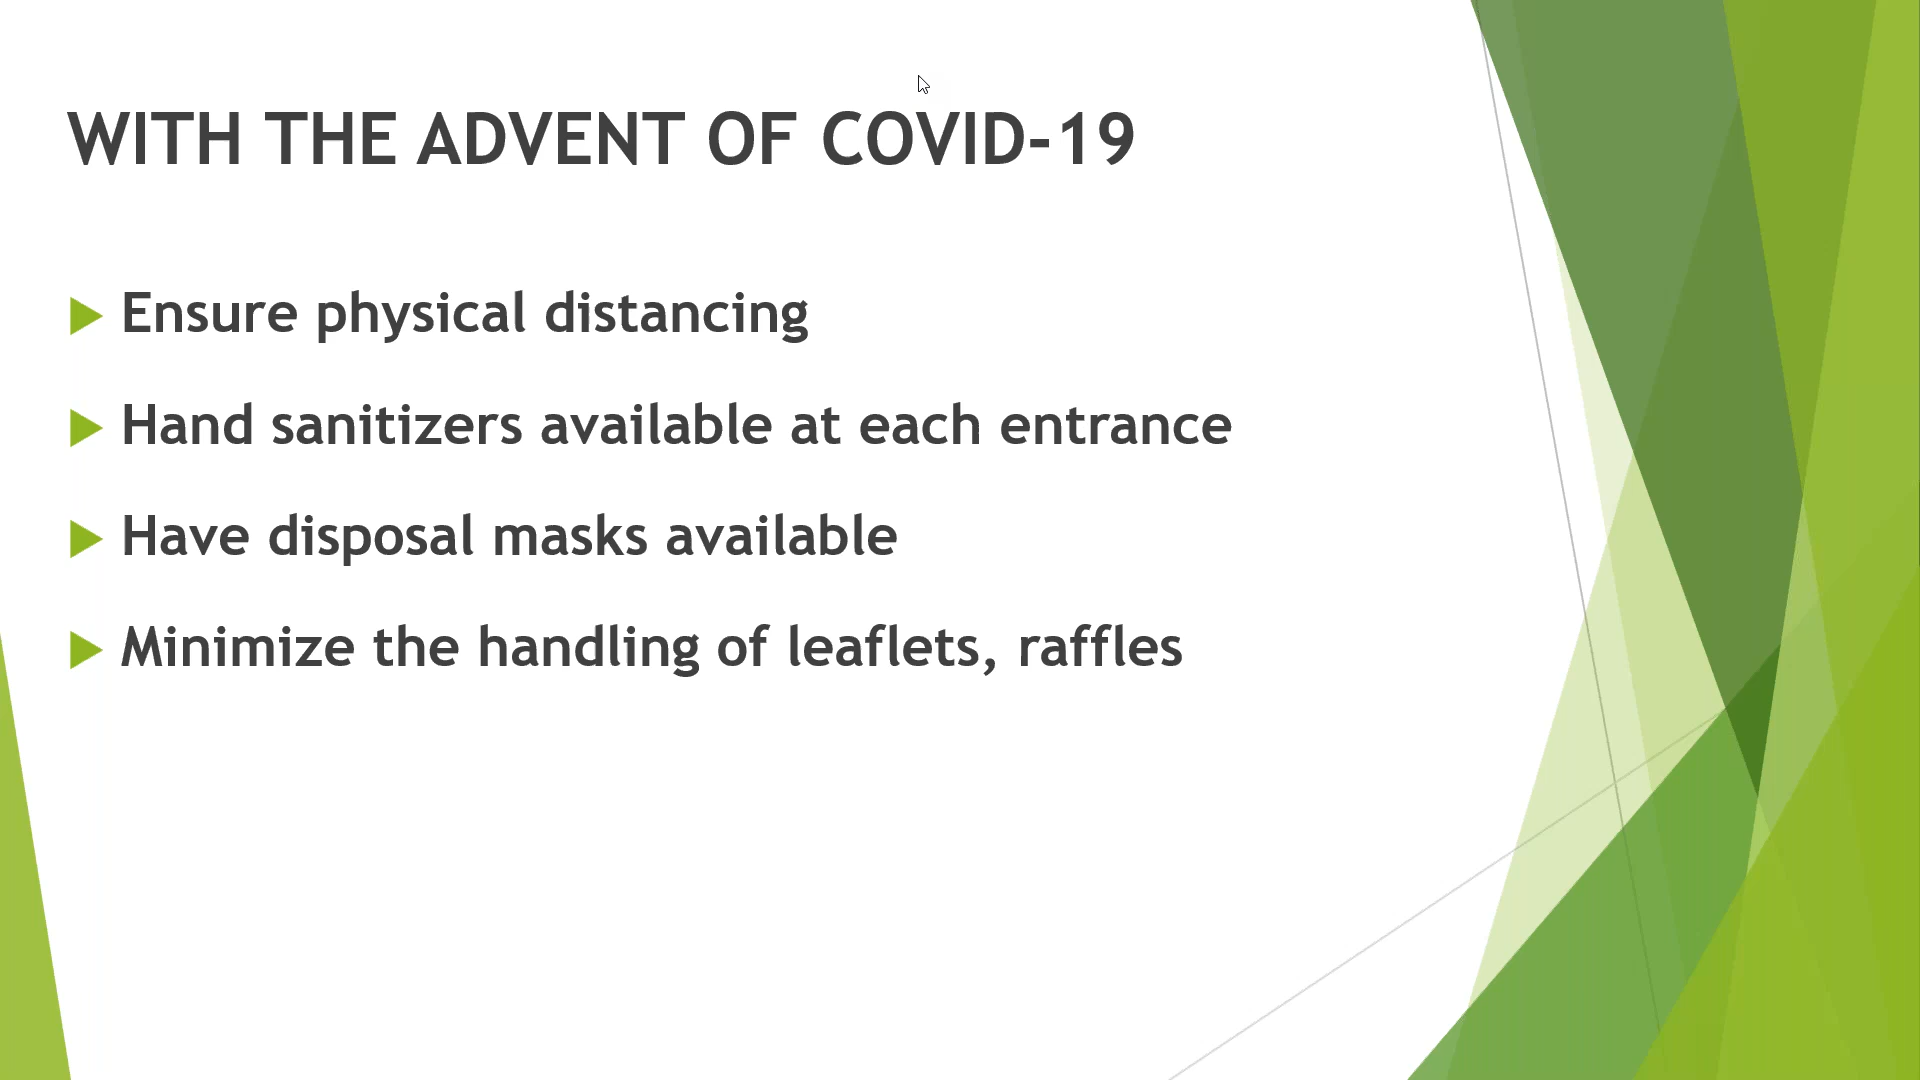 WITH THE ADVENT OF COVID-19
Ensure physical distancing
Hand sanitizers available at each entrance
Have disposal masks available
Minimize the handling of leaflets, raffles